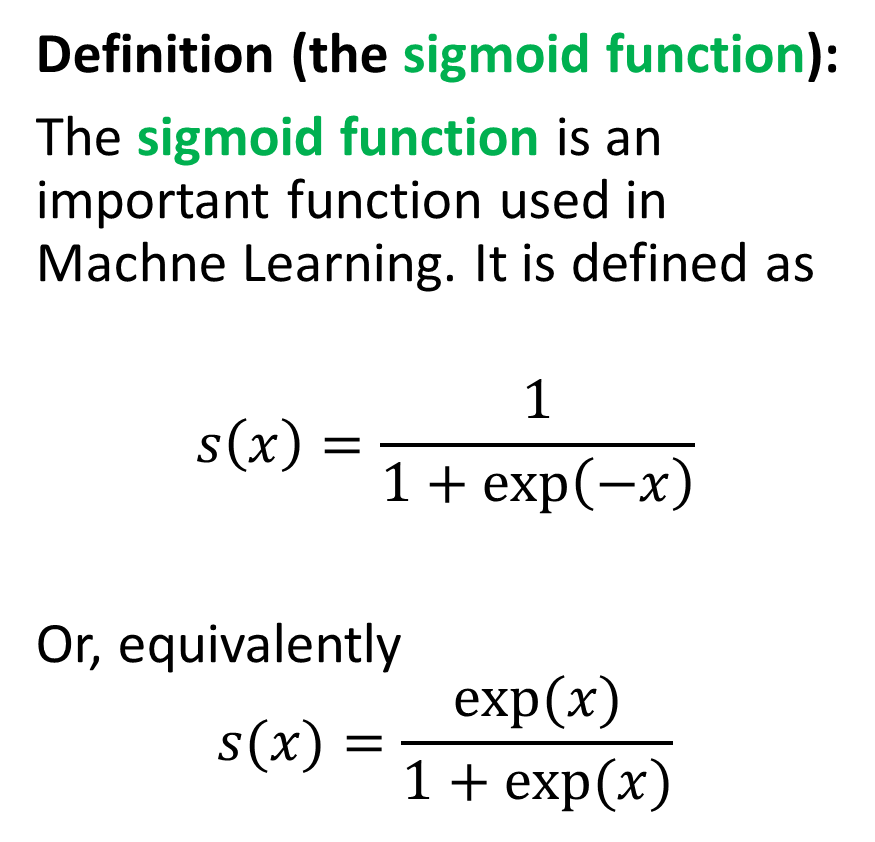 Definition (the sigmoid function):
The sigmoid function is an
important function used in
Machne Learning. It is defined as
s(x) = 1 / (1 + exp(−x))
Or, equivalently
s(x) = exp(x) / (1 + exp(x))